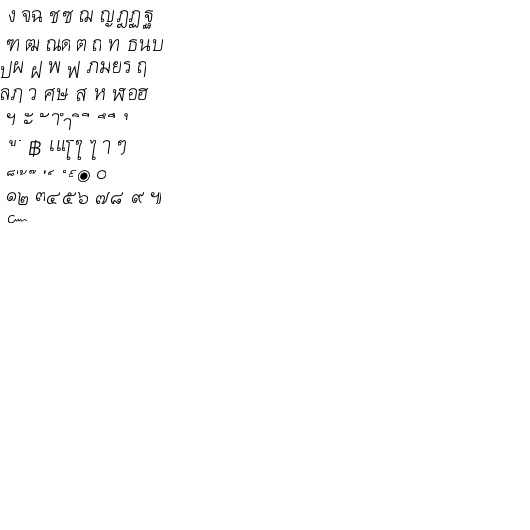 ง จฉ ชซ ฌ ญฎฏฐ
ฑ ฒ ณด ต ถ ท ธนบ
ปผ ฝ พ ฟ ภมยร ฤ
ลฦ ว ศษ ส ห ฬอฮ
ฯ ะ ั า ำ ิ ี ึ ื ุ
ู ฺ ฿ เแโใ ไ ๅ ๆ
็ ่ ้ ๊ ๋ ์ ํ ๎ ๏ ๐
๑๒ ๓๔๕๖ ๗๘ ๙ ๚
๛